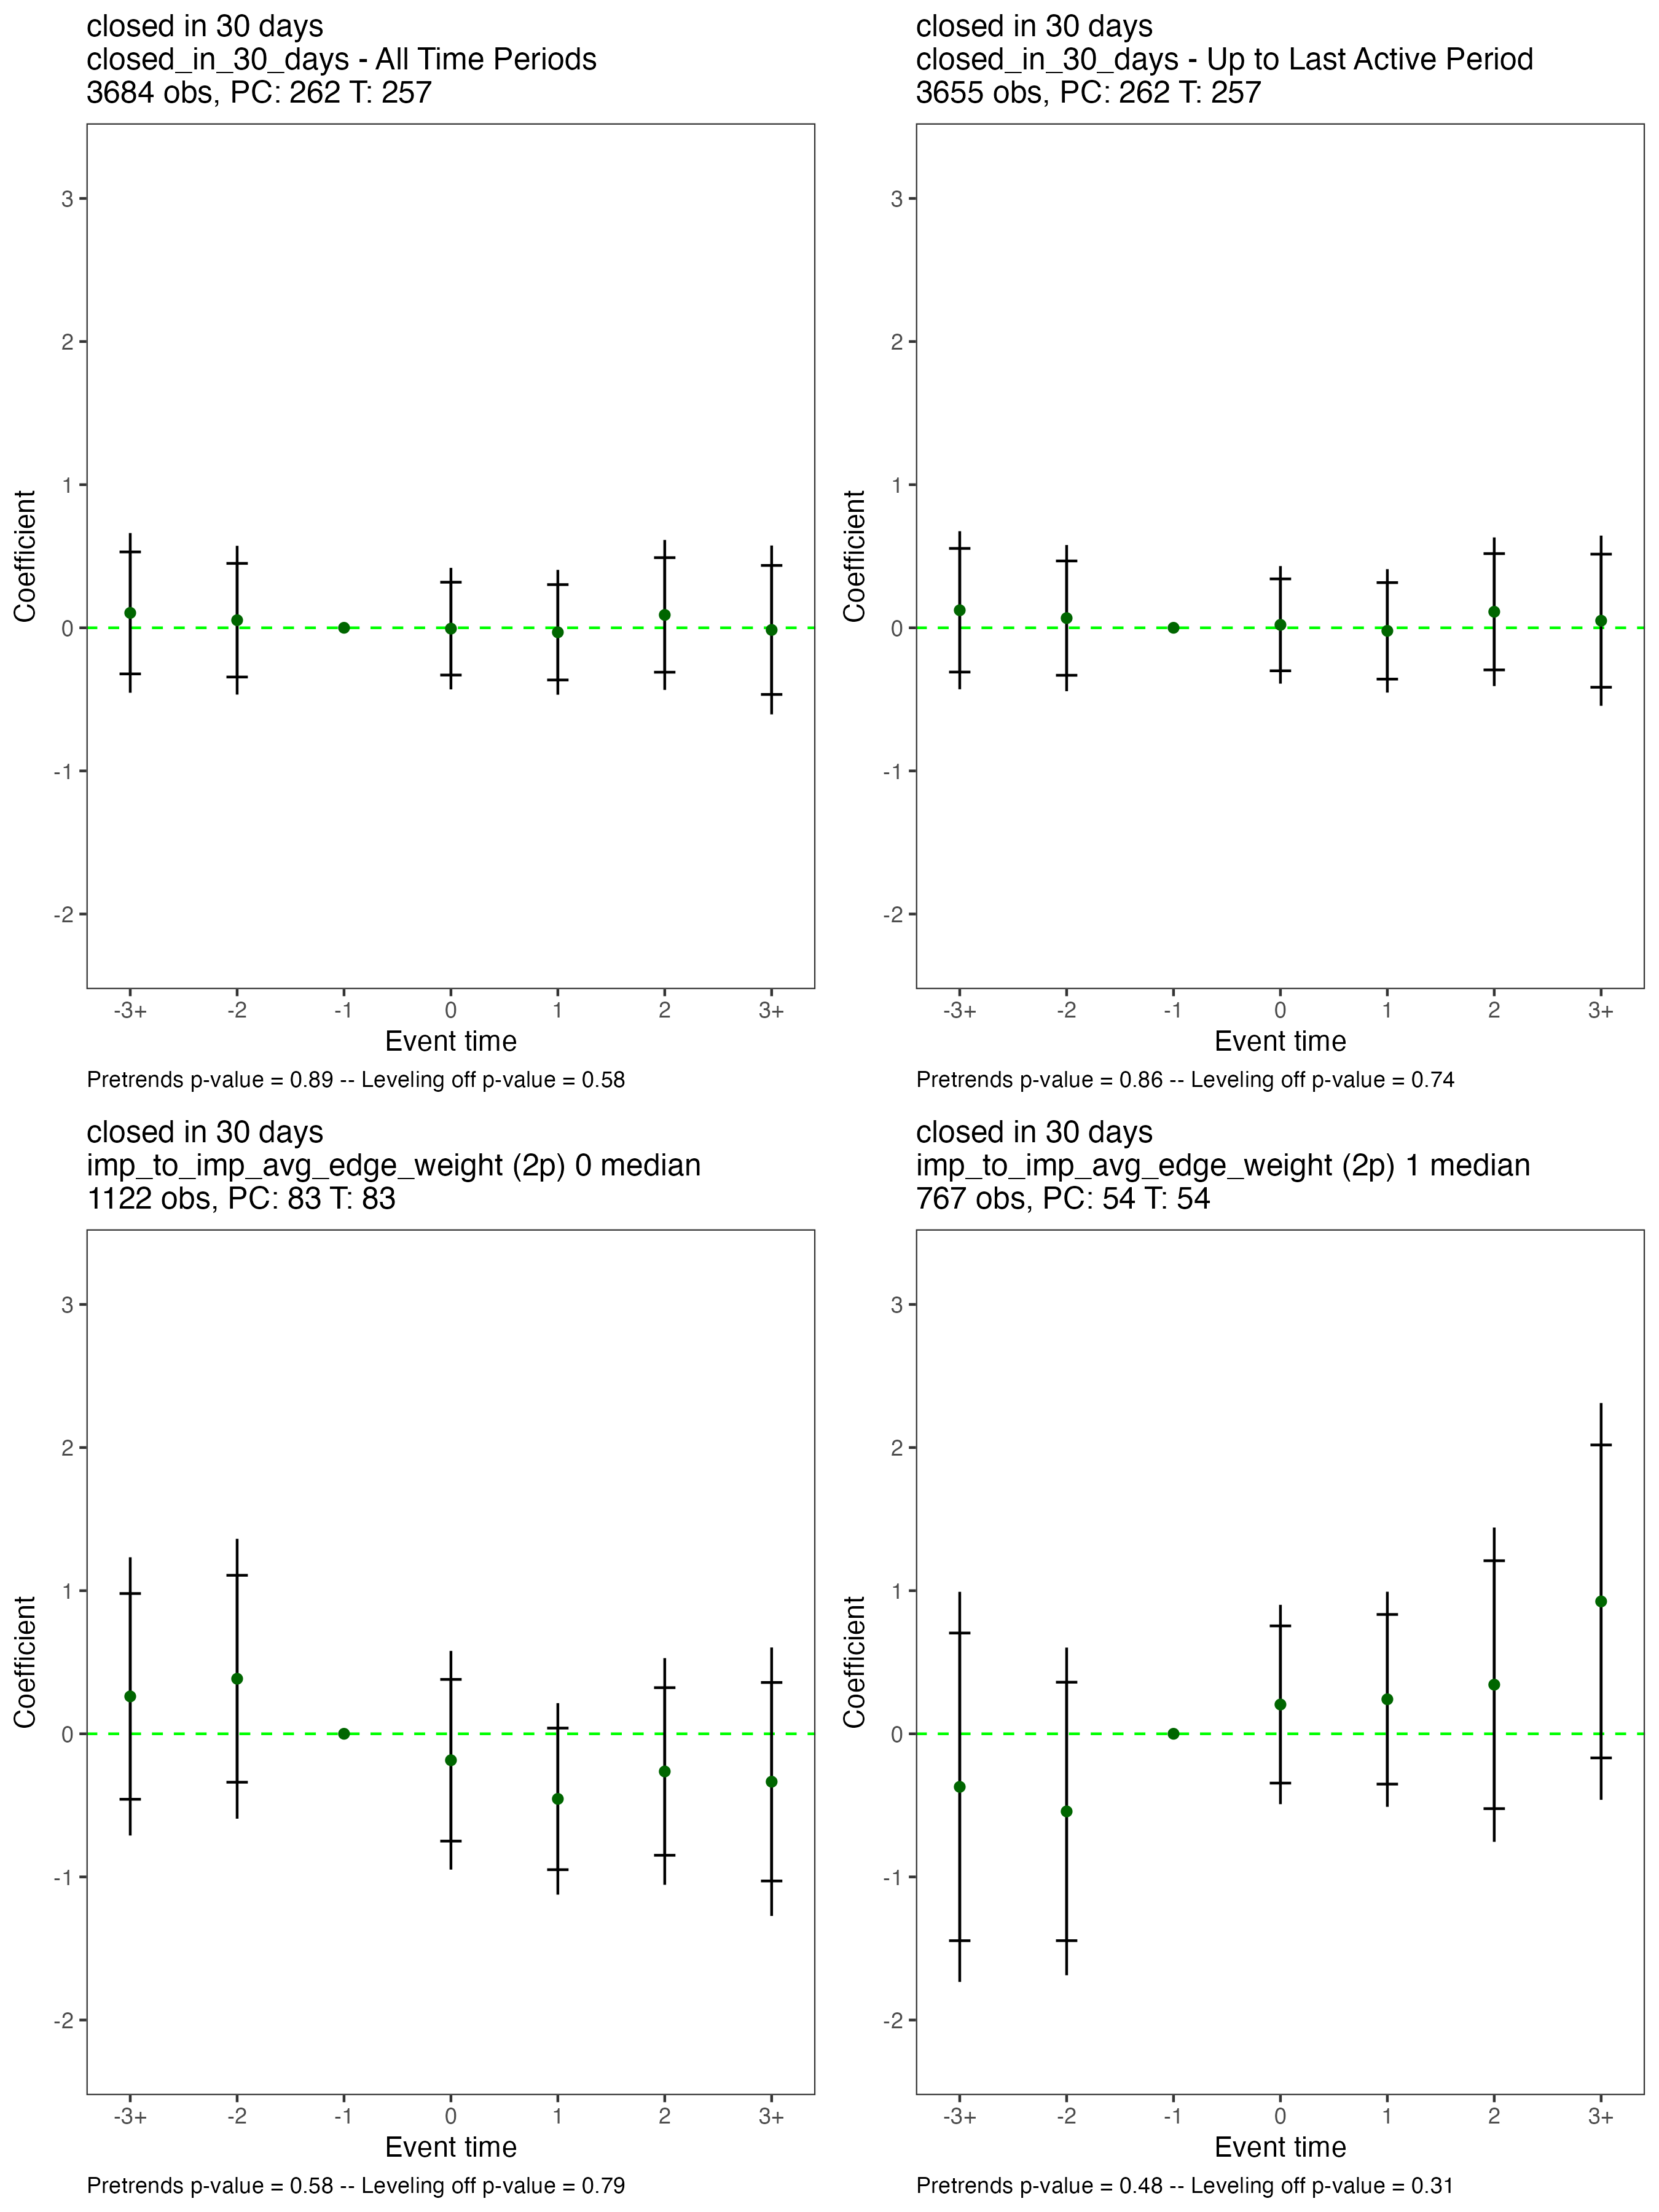 closed in 30 days
closed_in_30_days - All Time Periods
3684 obs, PC: 262 T: 257
Coefficient
3
2
1
0
-1
-2
-3+ -2 -1 0 1 2 3+
Event time
Pretrends p-value = 0.89 -- Leveling off p-value = 0.58
closed in 30 days
closed_in_30_days - Up to Last Active Period
3655 obs, PC: 262 T: 257
Coefficient
3
2
1
0
-1
-2
-3+ -2 -1 0 1 2 3+
Event time
Pretrends p-value = 0.86 -- Leveling off p-value = 0.74
closed in 30 days
imp_to_imp_avg_edge_weight (2p) 0 median
1122 obs, PC: 83 T: 83
Coefficient
3
2
1
0
-1
-2
-3+ -2 -1 0 1 2 3+
Event time
Pretrends p-value = 0.58 -- Leveling off p-value = 0.79
closed in 30 days
imp_to_imp_avg_edge_weight (2p) 1 median
767 obs, PC: 54 T: 54
Coefficient
3
2
1
0
-1
-2
-3+ -2 -1 0 1 2 3+
Event time
Pretrends p-value = 0.48 -- Leveling off p-value = 0.31